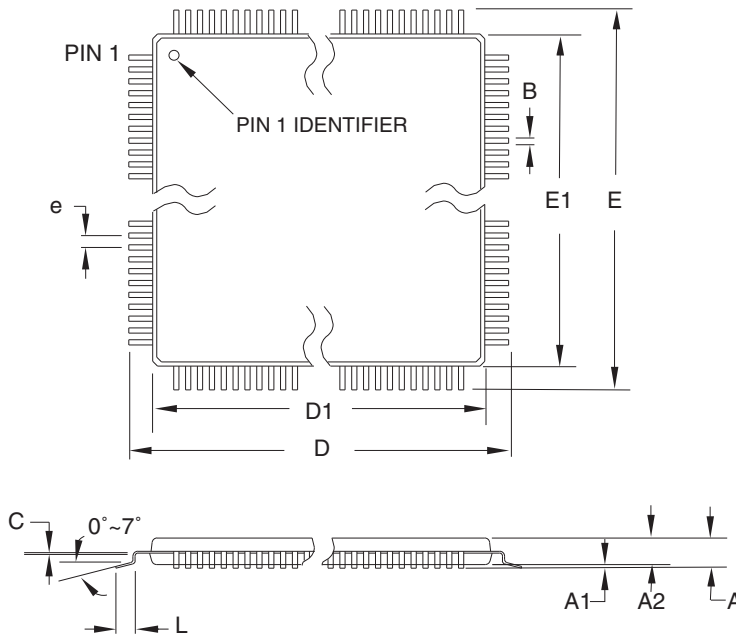 PIN 1
B
PIN 1 IDENTIFIER
e
E1
E
D1
D
C
0°~7°
L
A1
A2
A